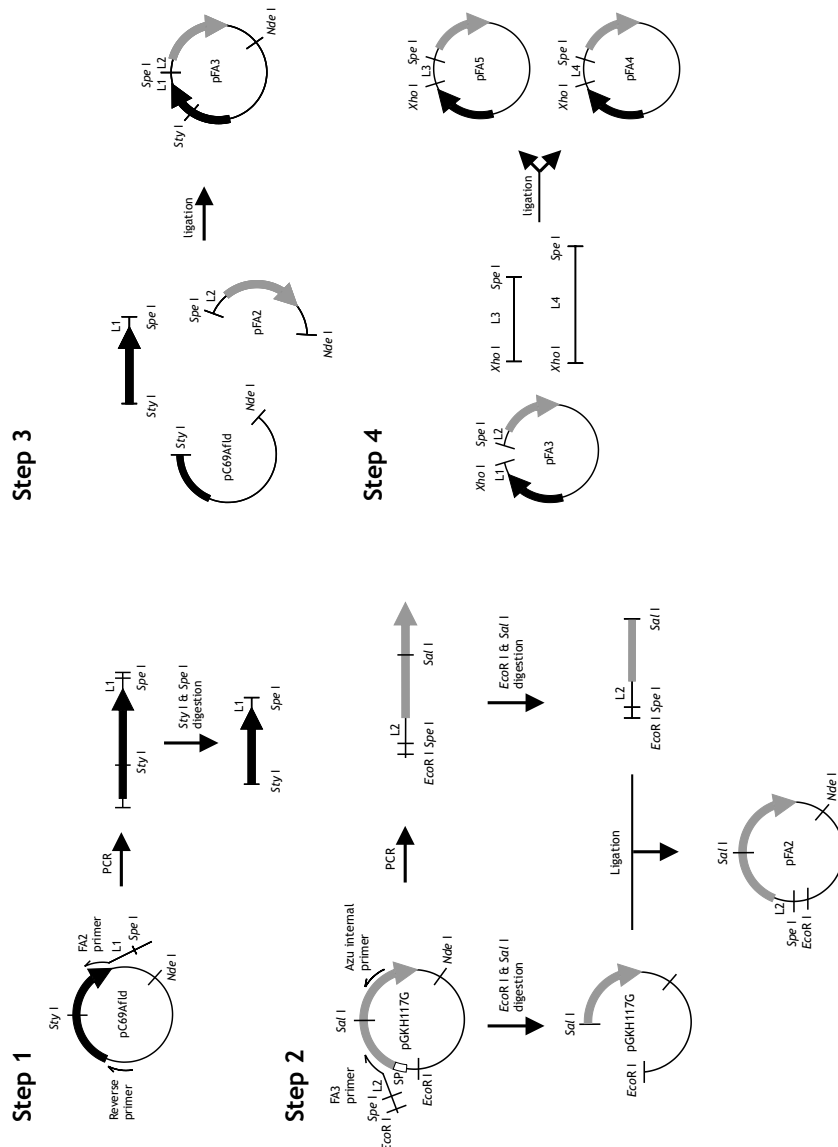 Step 1
Sty I
FA2
primer
L1
Spe I
pC69Afld
Nde I
Reverse
primer
PCR
L1
Sty I
Spe I
Sty I & Spe I
digestion
L1
Sty I
Spe I
Step 2
FA3
primer
Spe I
L2
EcoR I
SP
EcoR I
Sal I
Azu internal
primer
pGKH117G
Nde I
PCR
L2
EcoR I
Spe I
Sal I
EcoR I & Sal I
digestion
EcoR I & Sal I
digestion
Sal I
pGKH117G
EcoR I
L2
EcoR I
Spe I
Sal I
Ligation
Sal I
L2
pFA2
Spe I
EcoR I
Nde I
Step 3
Sty I
pC69Afld
Nde I
L1
Sty I
Spe I
Spe I
L2
pFA2
Nde I
ligation
Spe I
L1
L2
Sty I
pFA3
Nde I
Step 4
Xho I
L1
Spe I
L2
pFA3
Xho I
L3
Spe I
Xho I
L4
Spe I
ligation
Xho I
L3
Spe I
pFA5
Xho I
L4
Spe I
pFA4